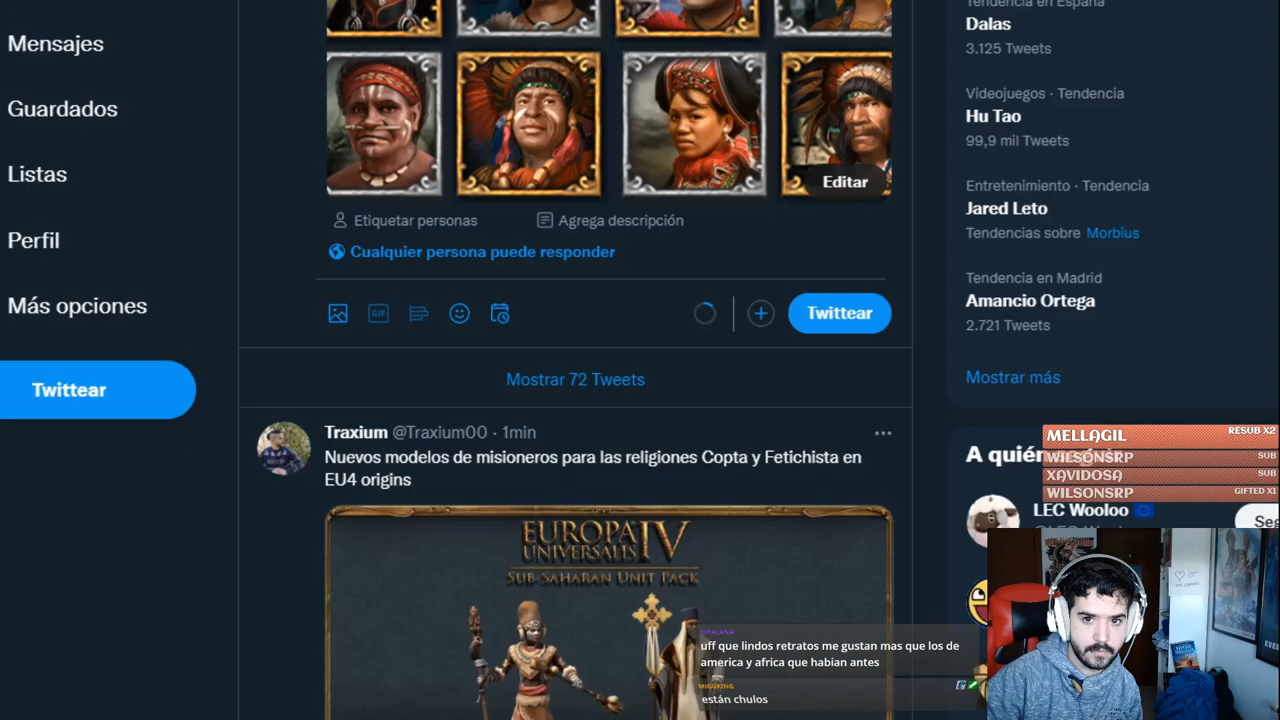 Mensajes
Guardados
Listas
Perfil
Más opciones
Twittear
Editar
Etiquetar personas
Agrega descripción
Cualquier persona puede responder
GIF
Twittear
Mostrar 72 Tweets
Traxium @Traxium00 · 1min
Nuevos modelos de misioneros para las religiones Copta y Fetichista en
EU4 origins
EUROPA
UNIVERSALIS IV
SUB-SAHARAN UNIT PACK
Tendencia en España
Dalas
3.125 Tweets
Videojuegos · Tendencia
Hu Tao
99,9 mil Tweets
Entretenimiento · Tendencia
Jared Leto
Tendencias sobre Morbius
Tendencia en Madrid
Amancio Ortega
2.721 Tweets
Mostrar más
A quién
MELLAGIL RESUB X2
WILSONSRP SUB
XAVIDOSA SUB
WILSONSRP GIFTED X1
LEC Wooloo
uff que lindos retratos me gustan mas que los de
america y africa que habian antes
MIGUKING
están chulos